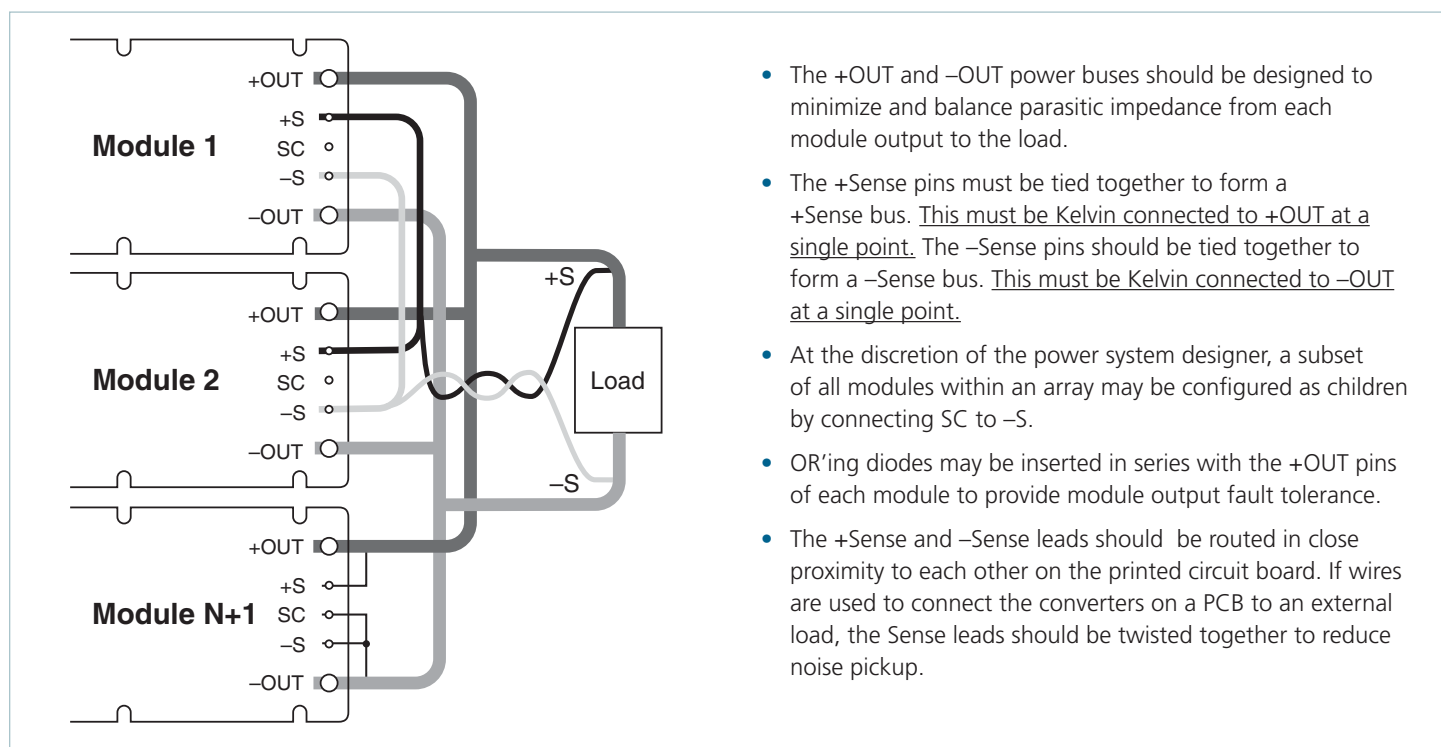 +OUT
+S
Module 1
SC
–S
–OUT
+OUT
+S
Module 2
SC
–S
–OUT
+OUT
+S
Module N+1
SC
–S
–OUT
+S
Load
–S
• The +OUT and –OUT power buses should be designed to
minimize and balance parasitic impedance from each
module output to the load.
• The +Sense pins must be tied together to form a
+Sense bus. This must be Kelvin connected to +OUT at a
single point. The –Sense pins should be tied together to
form a –Sense bus. This must be Kelvin connected to –OUT
at a single point.
• At the discretion of the power system designer, a subset
of all modules within an array may be configured as children
by connecting SC to –S.
• OR'ing diodes may be inserted in series with the +OUT pins
of each module to provide module output fault tolerance.
• The +Sense and –Sense leads should be routed in close
proximity to each other on the printed circuit board. If wires
are used to connect the converters on a PCB to an external
load, the Sense leads should be twisted together to reduce
noise pickup.